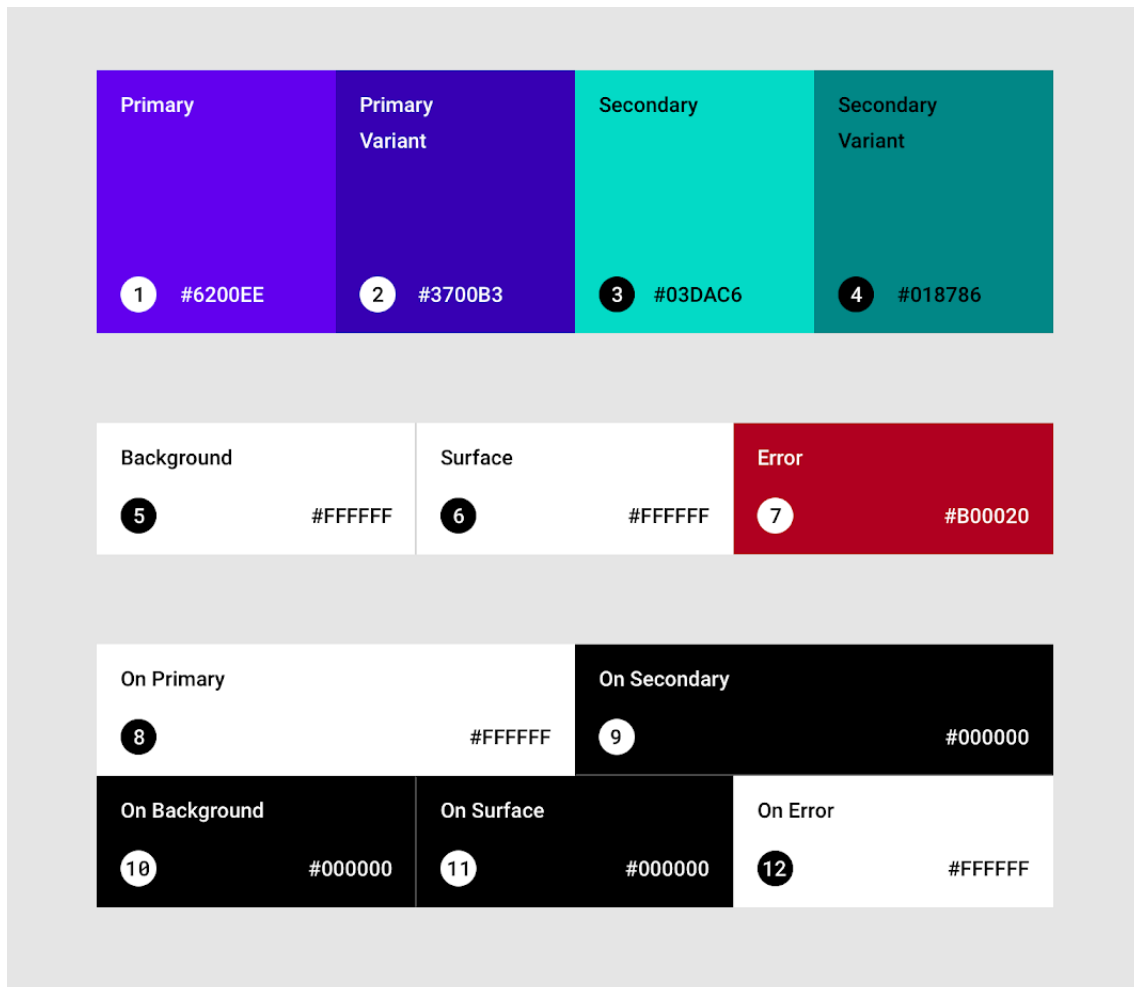 Primary
Primary
Variant
Secondary
Secondary
Variant
1 #6200EE
2 #3700B3
3 #03DAC6
4 #018786
Background
Surface
Error
5 #FFFFFF
6 #FFFFFF
7 #B00020
On Primary
On Secondary
8 #FFFFFF
9 #000000
On Background
On Surface
On Error
10 #000000
11 #000000
12 #FFFFFF